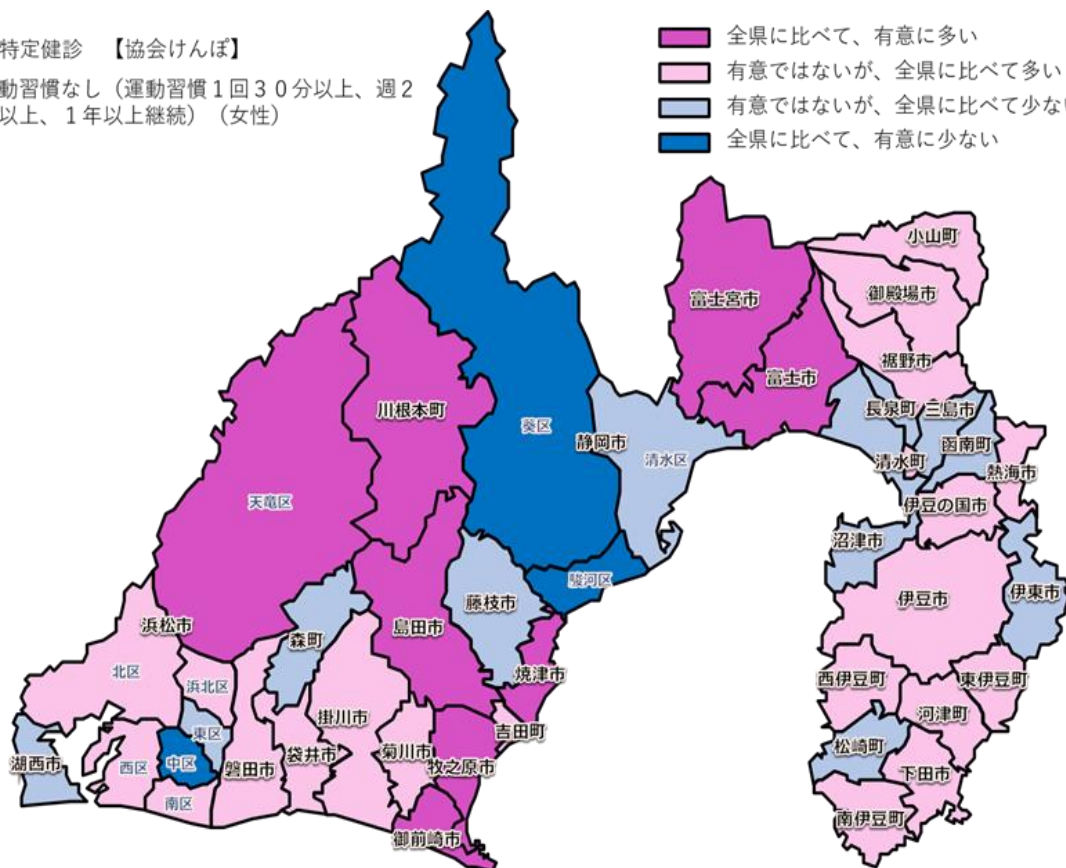 特定健診　【協会けんぽ】
動習慣なし（運動習慣１回３０分以上、週２
以上、１年以上継続）（女性）
全県に比べて、有意に多い
有意ではないが、全県に比べて多い
有意ではないが、全県に比べて少ない
全県に比べて、有意に少ない
小山町
御殿場市
富士宮市
裾野市
富士市
川根本町
長泉町
三島市
葵区
静岡市
函南町
清水区
清水町
熱海市
天竜区
伊豆の国市
沼津市
駿河区
伊東市
藤枝市
伊豆市
浜松市
島田市
森町
北区
焼津市
西伊豆町
東伊豆町
浜北区
掛川市
河津町
吉田町
東区
松崎町
菊川市
袋井市
湖西市
西区
中区
磐田市
牧之原市
下田市
南区
南伊豆町
御前崎市